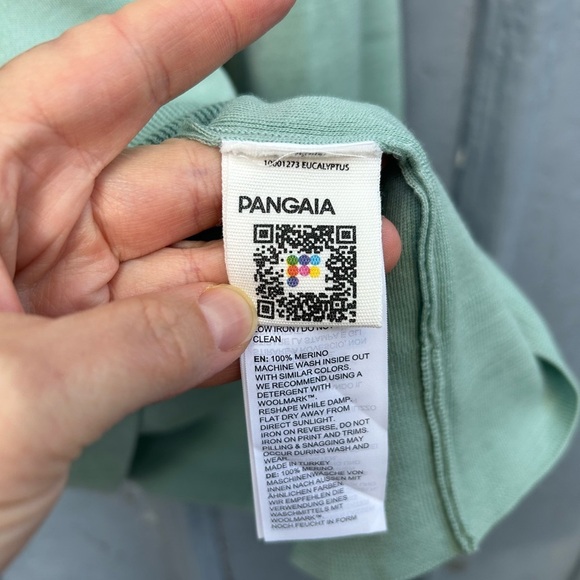 10001273 EUCALYPTUS
PANGAIA
LOW IRON / DO NOT
CLEAN
EN: 100% MERINO
MACHINE WASH INSIDE OUT
WITH SIMILAR COLORS.
WE RECOMMEND USING A
DETERGENT WITH
WOOLMARK™.
RESHAPE WHILE DAMP.
FLAT DRY AWAY FROM
DIRECT SUNLIGHT.
IRON ON REVERSE, DO NOT
IRON ON PRINT AND TRIMS.
PILLING & SNAGGING MAY
OCCUR DURING WASH AND
WEAR.
MADE IN TURKEY
DE: 100% MERINO
MASCHINENWÄSCHE VON
INNEN NACH AUSSEN MIT
ÄHNLICHEN FARBEN
WIR EMPFEHLEN DIE
VERWENDUNG EINES
WASCHMITTELS MIT
WOOLMARK™
NOCH FEUCHT IN FORM